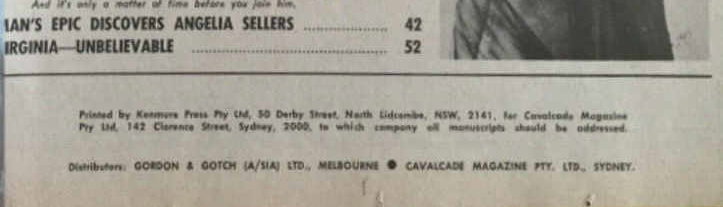 And it's only a matter of time before you join him.
IAN'S EPIC DISCOVERS ANGELIA SELLERS .................. 42
IRGINIA—UNBELIEVABLE ............................. 52
Printed by Kenmure Press Pty Ltd, 50 Derby Street, North Lidcombe, NSW, 2141, for Cavalcade Magazine
Pty Ltd, 142 Clarence Street, Sydney, 2000, to which company all manuscripts should be addressed.
Distributors: GORDON & GOTCH (A/SIA) LTD., MELBOURNE ● CAVALCADE MAGAZINE PTY. LTD., SYDNEY.